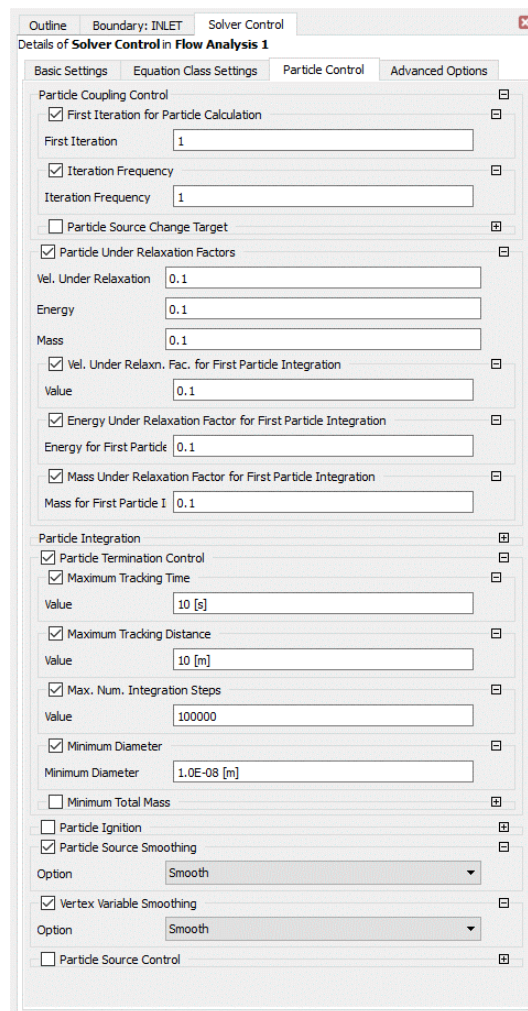 Outline Boundary: INLET Solver Control
Details of Solver Control in Flow Analysis 1
Basic Settings Equation Class Settings Particle Control Advanced Options
Particle Coupling Control
First Iteration for Particle Calculation
First Iteration 1
Iteration Frequency
Iteration Frequency 1
Particle Source Change Target
Particle Under Relaxation Factors
Vel. Under Relaxation 0.1
Energy 0.1
Mass 0.1
Vel. Under Relaxn. Fac. for First Particle Integration
Value 0.1
Energy Under Relaxation Factor for First Particle Integration
Energy for First Particle 0.1
Mass Under Relaxation Factor for First Particle Integration
Mass for First Particle I 0.1
Particle Integration
Particle Termination Control
Maximum Tracking Time
Value 10 [s]
Maximum Tracking Distance
Value 10 [m]
Max. Num. Integration Steps
Value 100000
Minimum Diameter
Minimum Diameter 1.0E-08 [m]
Minimum Total Mass
Particle Ignition
Particle Source Smoothing
Option Smooth
Vertex Variable Smoothing
Option Smooth
Particle Source Control